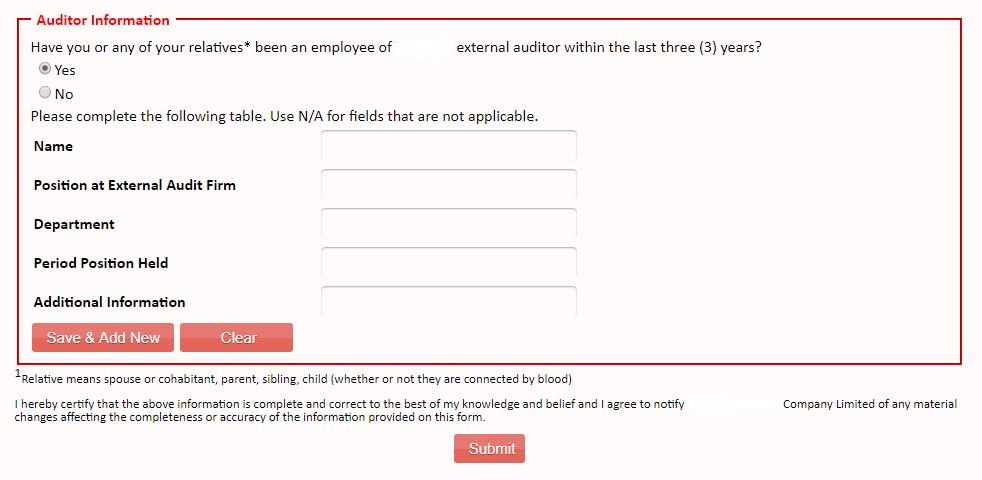 Auditor Information
Have you or any of your relatives* been an employee of external auditor within the last three (3) years?
Yes
No
Please complete the following table. Use N/A for fields that are not applicable.
Name
Position at External Audit Firm
Department
Period Position Held
Additional Information
Save & Add New Clear
1Relative means spouse or cohabitant, parent, sibling, child (whether or not they are connected by blood)
I hereby certify that the above information is complete and correct to the best of my knowledge and belief and I agree to notify Company Limited of any material
changes affecting the completeness or accuracy of the information provided on this form.
Submit